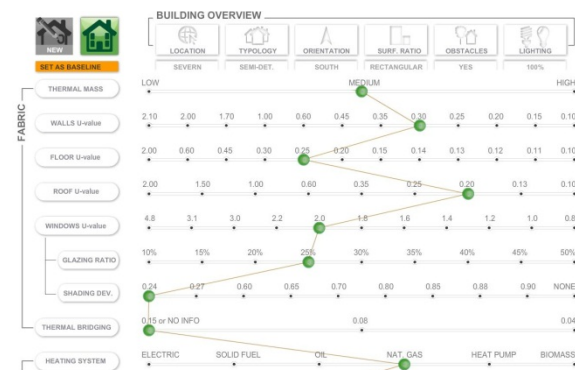 BUILDING OVERVIEW
NEW
LOCATION TYPOLOGY ORIENTATION SURF. RATIO OBSTACLES LIGHTING
SET AS BASELINE SEVERN SEMI-DET. SOUTH RECTANGULAR YES 100%
FABRIC
THERMAL MASS LOW MEDIUM HIGH
WALLS U-value 2.10 2.00 1.70 1.00 0.60 0.45 0.35 0.30 0.25 0.20 0.15 0.10
FLOOR U-value 2.00 0.60 0.45 0.30 0.25 0.20 0.15 0.14 0.13 0.12 0.11 0.10
ROOF U-value 2.00 1.50 1.00 0.60 0.35 0.25 0.20 0.13 0.10
WINDOWS U-value 4.8 3.1 3.0 2.2 2.0 1.8 1.6 1.4 1.2 1.0 0.8
GLAZING RATIO 10% 15% 20% 25% 30% 35% 40% 45% 50%
SHADING DEV. 0.24 0.27 0.60 0.65 0.70 0.80 0.85 0.88 0.90 NONE
THERMAL BRIDGING 0.15 or NO INFO 0.08 0.04
HEATING SYSTEM ELECTRIC SOLID FUEL OIL NAT. GAS HEAT PUMP BIOMASS